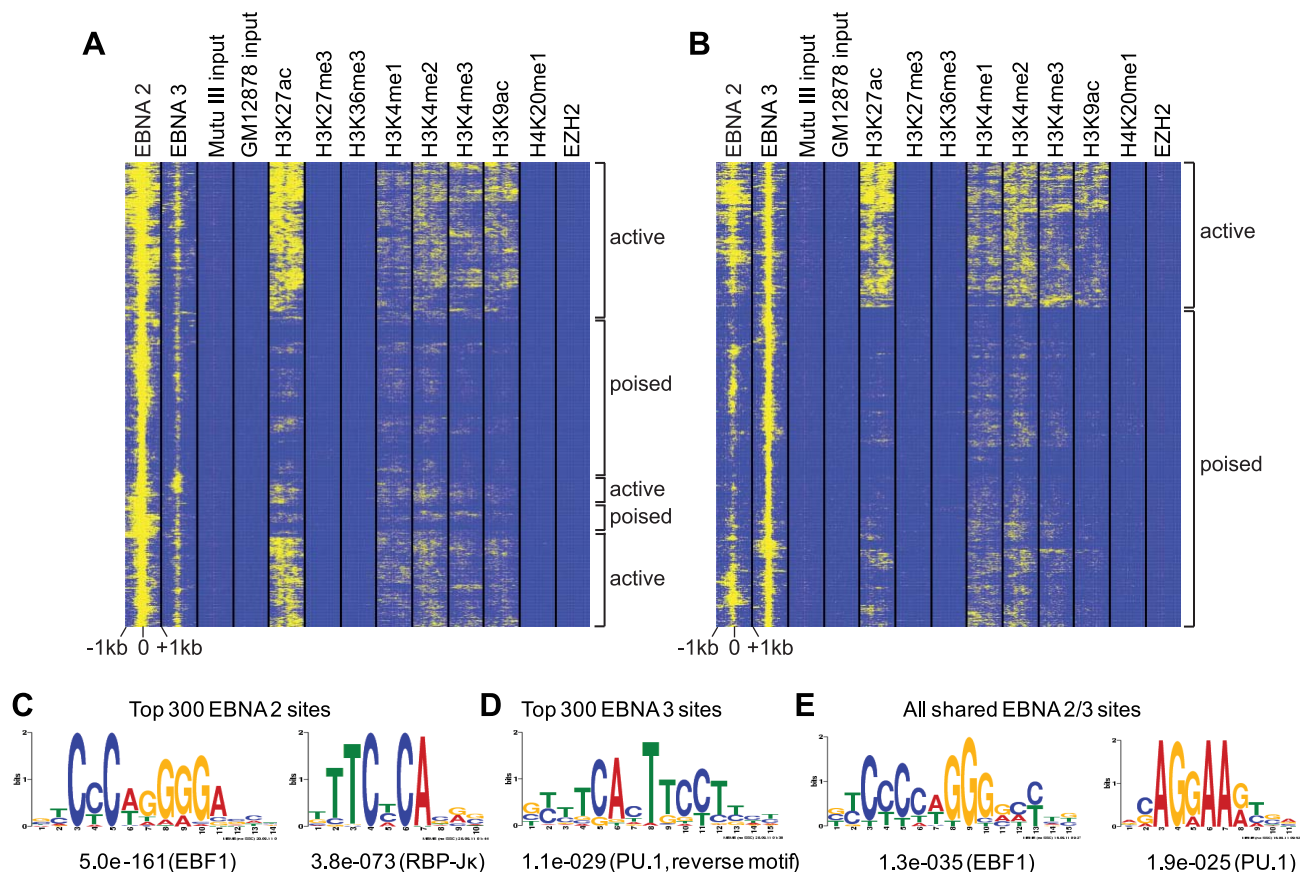 A
EBNA 2
EBNA 3
Mutu III input
GM12878 input
H3K27ac
H3K27me3
H3K36me3
H3K4me1
H3K4me2
H3K4me3
H3K9ac
H4K20me1
EZH2
active
poised
active
poised
active
-1kb 0 +1kb
B
EBNA 2
EBNA 3
Mutu III input
GM12878 input
H3K27ac
H3K27me3
H3K36me3
H3K4me1
H3K4me2
H3K4me3
H3K9ac
H4K20me1
EZH2
active
poised
-1kb 0 +1kb
C
Top 300 EBNA 2 sites
5.0e-161 (EBF1)
3.8e-073 (RBP-Jκ)
D
Top 300 EBNA 3 sites
1.1e-029 (PU.1, reverse motif)
E
All shared EBNA 2/3 sites
1.3e-035 (EBF1)
1.9e-025 (PU.1)